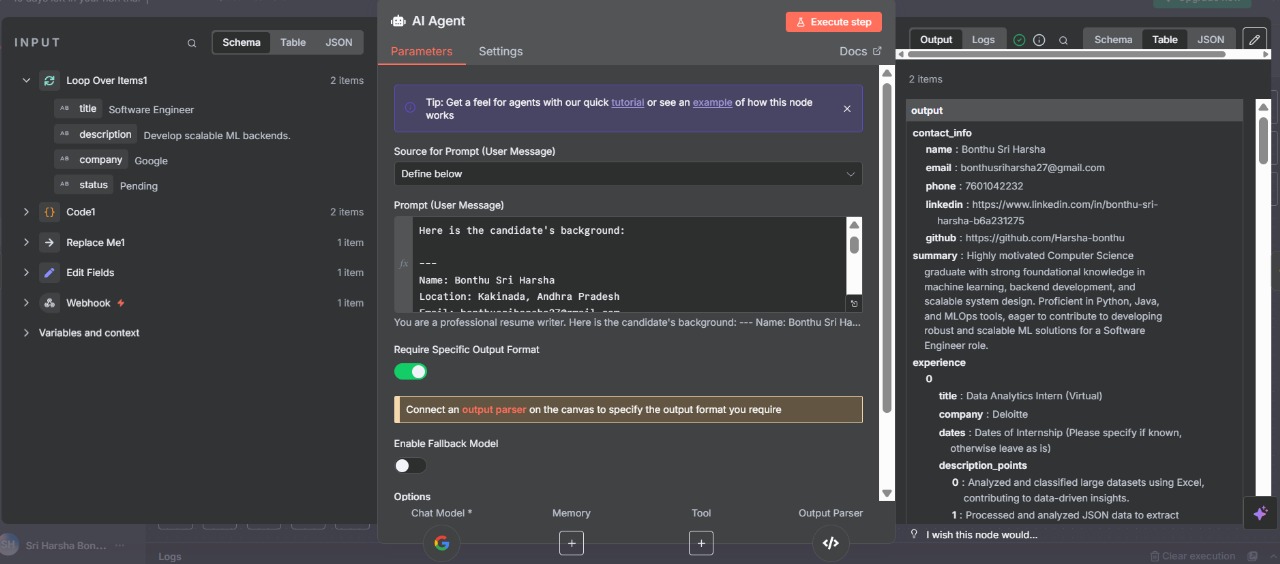 AI Agent
Execute step
Parameters
Settings
Docs
INPUT
Schema
Table
JSON
Loop Over Items1
2 items
AB title Software Engineer
AB description Develop scalable ML backends.
AB company Google
AB status Pending
Code1
2 items
Replace Me1
1 item
Edit Fields
1 item
Webhook
1 item
Variables and context
Tip: Get a feel for agents with our quick tutorial or see an example of how this node
works
Source for Prompt (User Message)
Define below
Prompt (User Message)
fx
Here is the candidate's background:
---
Name: Bonthu Sri Harsha
Location: Kakinada, Andhra Pradesh
Email: bonthusriharsha27@gmail.com
You are a professional resume writer. Here is the candidate's background: --- Name: Bonthu Sri Ha...
Require Specific Output Format
Connect an output parser on the canvas to specify the output format you require
Enable Fallback Model
Options
Chat Model *
Memory
Tool
Output Parser
Output
Logs
Schema
Table
JSON
2 items
output
contact_info
name : Bonthu Sri Harsha
email : bonthusriharsha27@gmail.com
phone : 7601042232
linkedin : https://www.linkedin.com/in/bonthu-sri-
harsha-b6a231275
github : https://github.com/Harsha-bonthu
summary : Highly motivated Computer Science
graduate with strong foundational knowledge in
machine learning, backend development, and
scalable system design. Proficient in Python, Java,
and MLOps tools, eager to contribute to developing
robust and scalable ML solutions for a Software
Engineer role.
experience
0
title : Data Analytics Intern (Virtual)
company : Deloitte
dates : Dates of Internship (Please specify if known,
otherwise leave as is)
description_points
0 : Analyzed and classified large datasets using Excel,
contributing to data-driven insights.
1 : Processed and analyzed JSON data to extract
I wish this node would...
SH
Sri Harsha Bon...
Logs
Clear execution